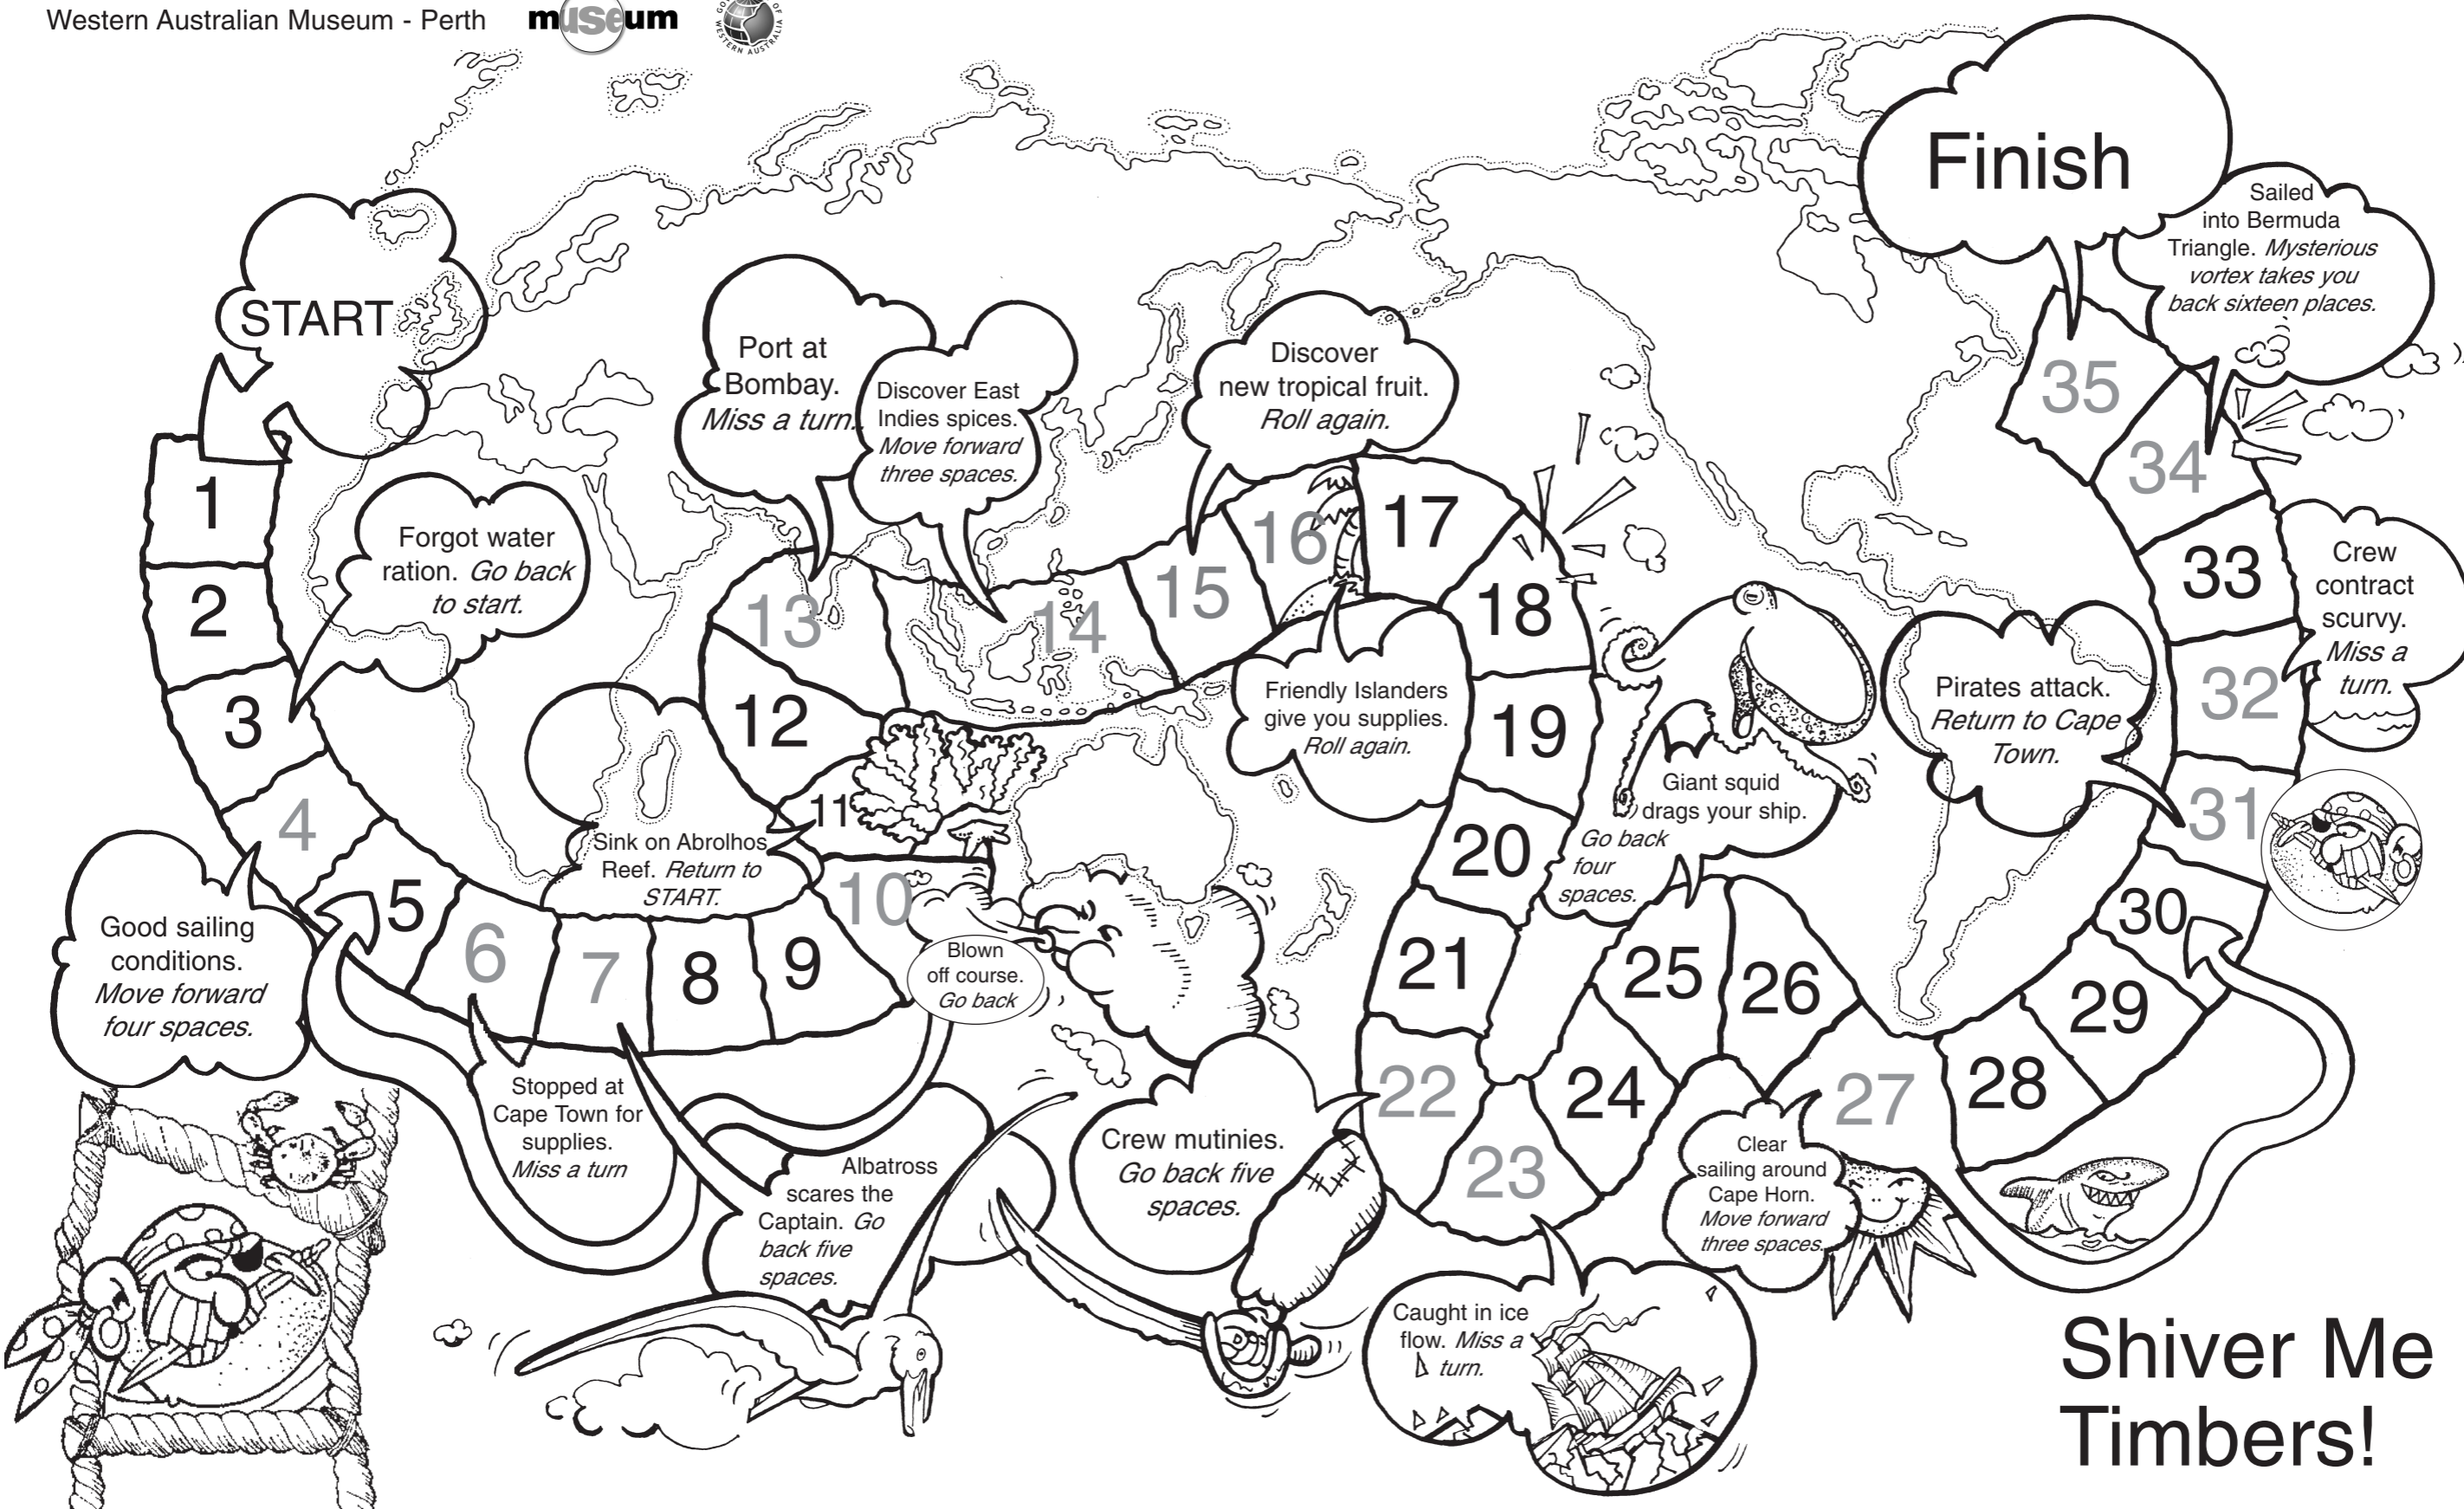 Western Australian Museum - Perth
museum
WESTERN AUSTRALIA
Finish
START
Sailed
into Bermuda
Triangle. Mysterious
vortex takes you
back sixteen places.
Port at
Bombay.
Miss a turn.
Discover East
Indies spices.
Move forward
three spaces.
Discover
new tropical fruit.
Roll again.
Forgot water
ration. Go back
to start.
Crew
contract
scurvy.
Miss a
turn.
Friendly Islanders
give you supplies.
Roll again.
Pirates attack.
Return to Cape
Town.
Giant squid
drags your ship.
Go back
four
spaces.
Sink on Abrolhos
Reef. Return to
START.
Good sailing
conditions.
Move forward
four spaces.
Blown
off course.
Go back
Stopped at
Cape Town for
supplies.
Miss a turn
Albatross
scares the
Captain. Go
back five
spaces.
Crew mutinies.
Go back five
spaces.
Clear
sailing around
Cape Horn.
Move forward
three spaces.
Caught in ice
flow. Miss a
turn.
1
2
3
4
5
6
7
8
9
10
11
12
13
14
15
16
17
18
19
20
21
22
23
24
25
26
27
28
29
30
31
32
33
34
35
Shiver Me
Timbers!